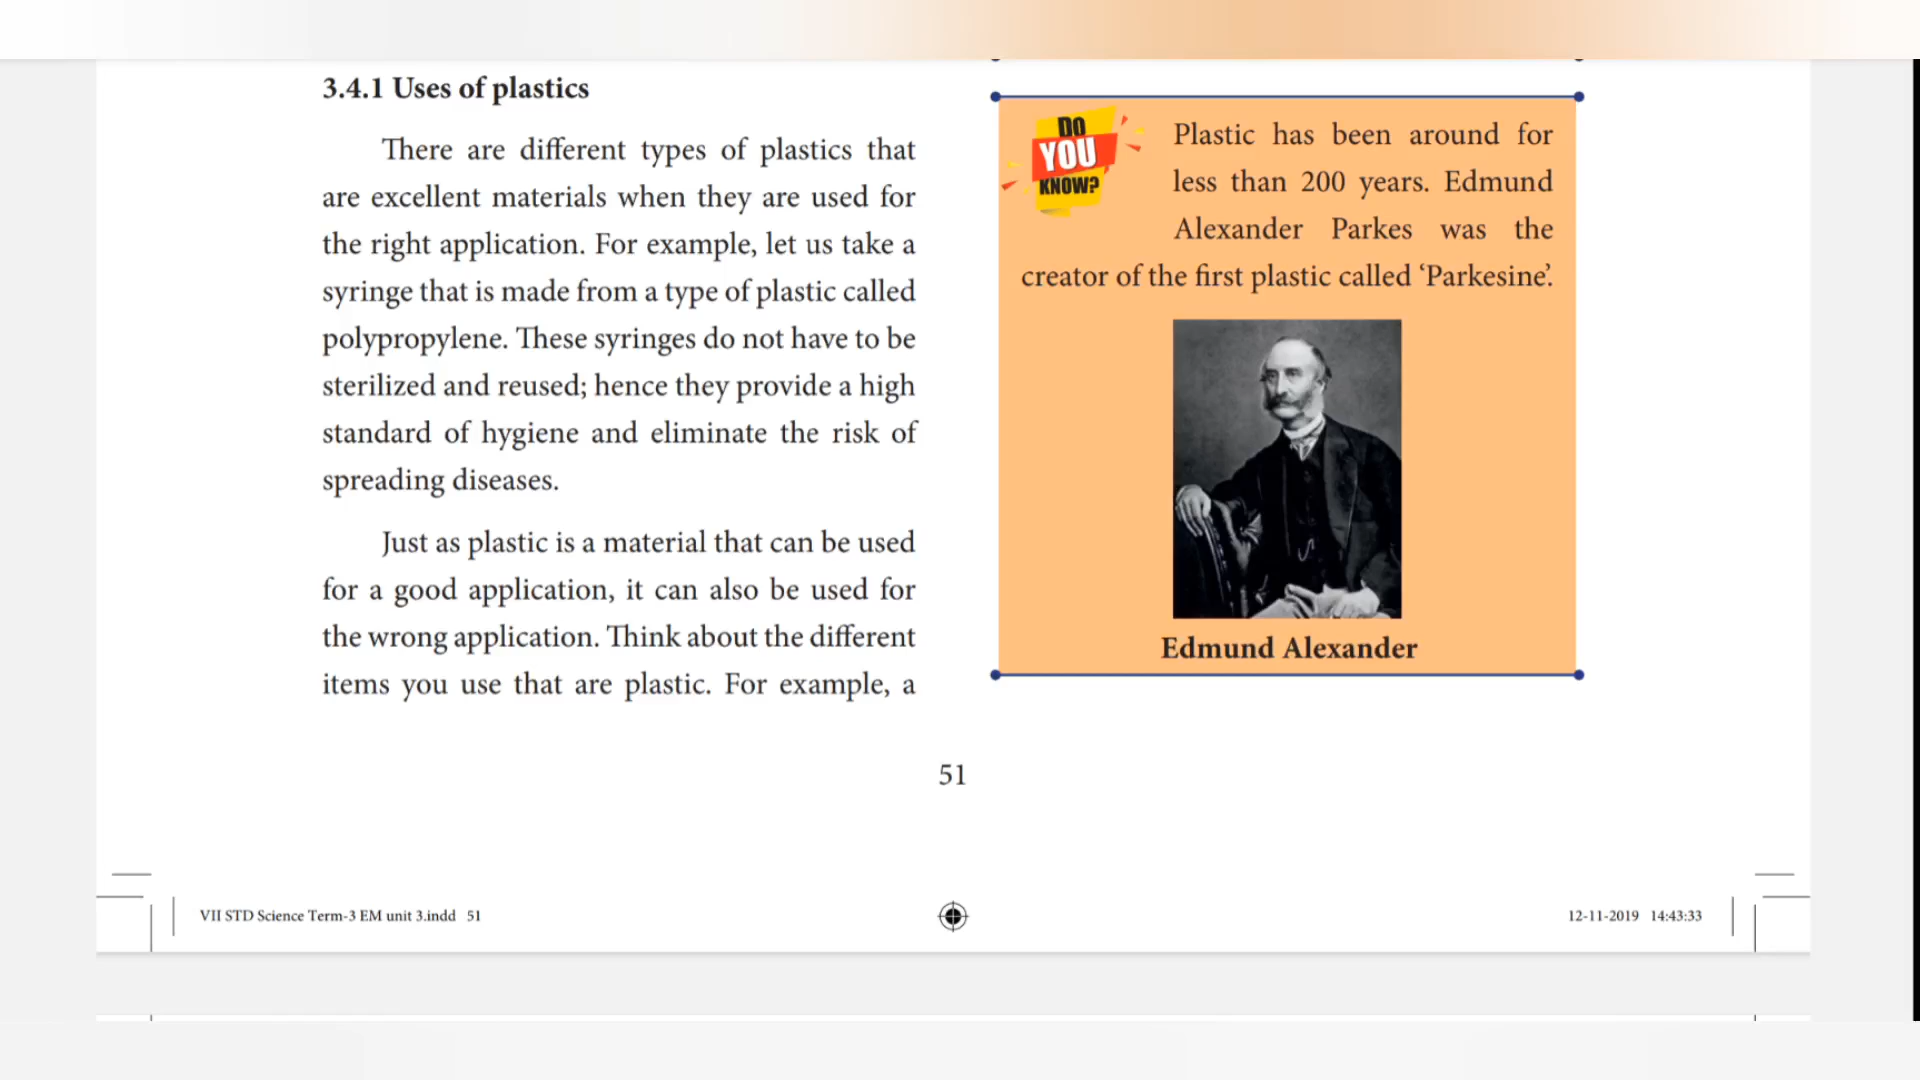 3.4.1 Uses of plastics
There are different types of plastics that
are excellent materials when they are used for
the right application. For example, let us take a
syringe that is made from a type of plastic called
polypropylene. These syringes do not have to be
sterilized and reused; hence they provide a high
standard of hygiene and eliminate the risk of
spreading diseases.
Just as plastic is a material that can be used
for a good application, it can also be used for
the wrong application. Think about the different
items you use that are plastic. For example, a
DO
YOU
KNOW?
Plastic has been around for
less than 200 years. Edmund
Alexander Parkes was the
creator of the first plastic called ‘Parkesine’.
Edmund Alexander
51
VII STD Science Term-3 EM unit 3.indd 51
12-11-2019 14:43:33